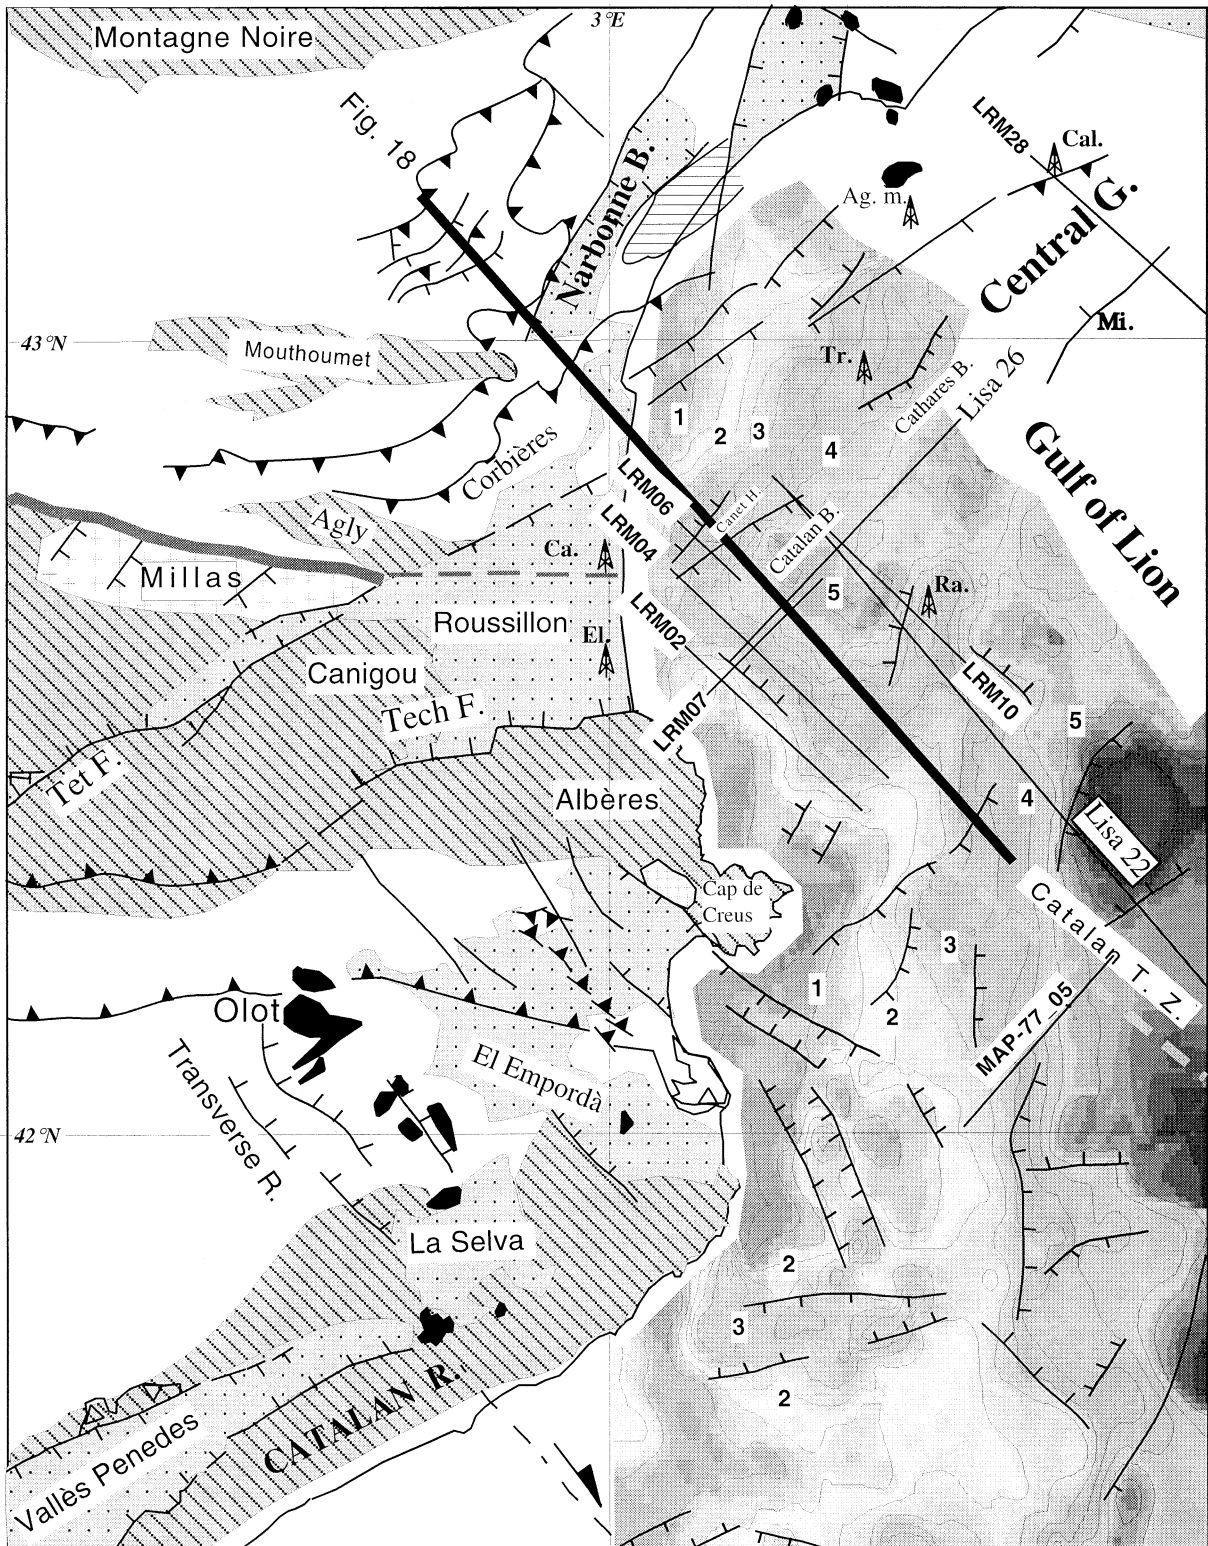 3°E
Montagne Noire
Fig. 18
LRM28
Cal.
Ag. m.
Narbonne B.
Central G.
43°N
Mouthoumet
Mi.
Tr.
Cathares B.
Lisa 26
1
2
3
4
Gulf of Lion
Corbières
LRM06
Canet H.
Agly
LRM04
Catalan B.
Ca.
Millas
5
Ra.
Roussillon
El.
LRM02
Canigou
Tech F.
LRM07
LRM10
5
Tet F.
Albères
4
Lisa 22
Cap de
Creus
Catalan T. Z.
3
1
2
Olot
MAP-77_05
El Empordà
Transverse R.
42°N
La Selva
2
3
CATALAN R.
2
Vallès Penedes